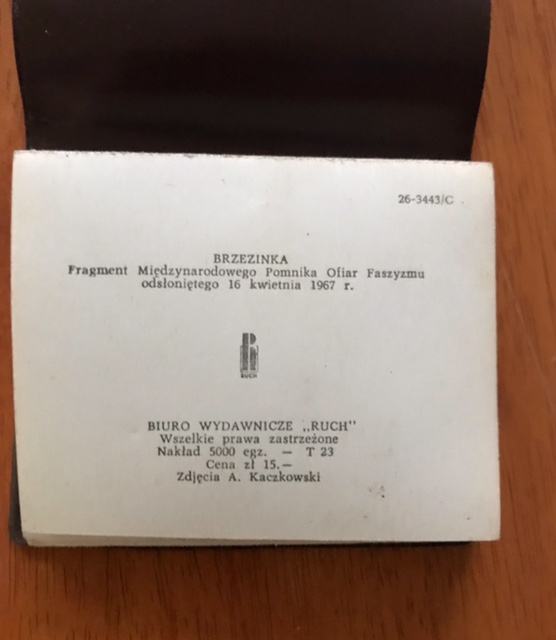 26-3443/C
BRZEZINKA
Fragment Międzynarodowego Pomnika Ofiar Faszyzmu
odsłoniętego 16 kwietnia 1967 r.
RUCH
BIURO WYDAWNICZE „RUCH"
Wszelkie prawa zastrzeżone
Nakład 5000 egz. — T 23
Cena zł 15.—
Zdjęcia A. Kaczkowski